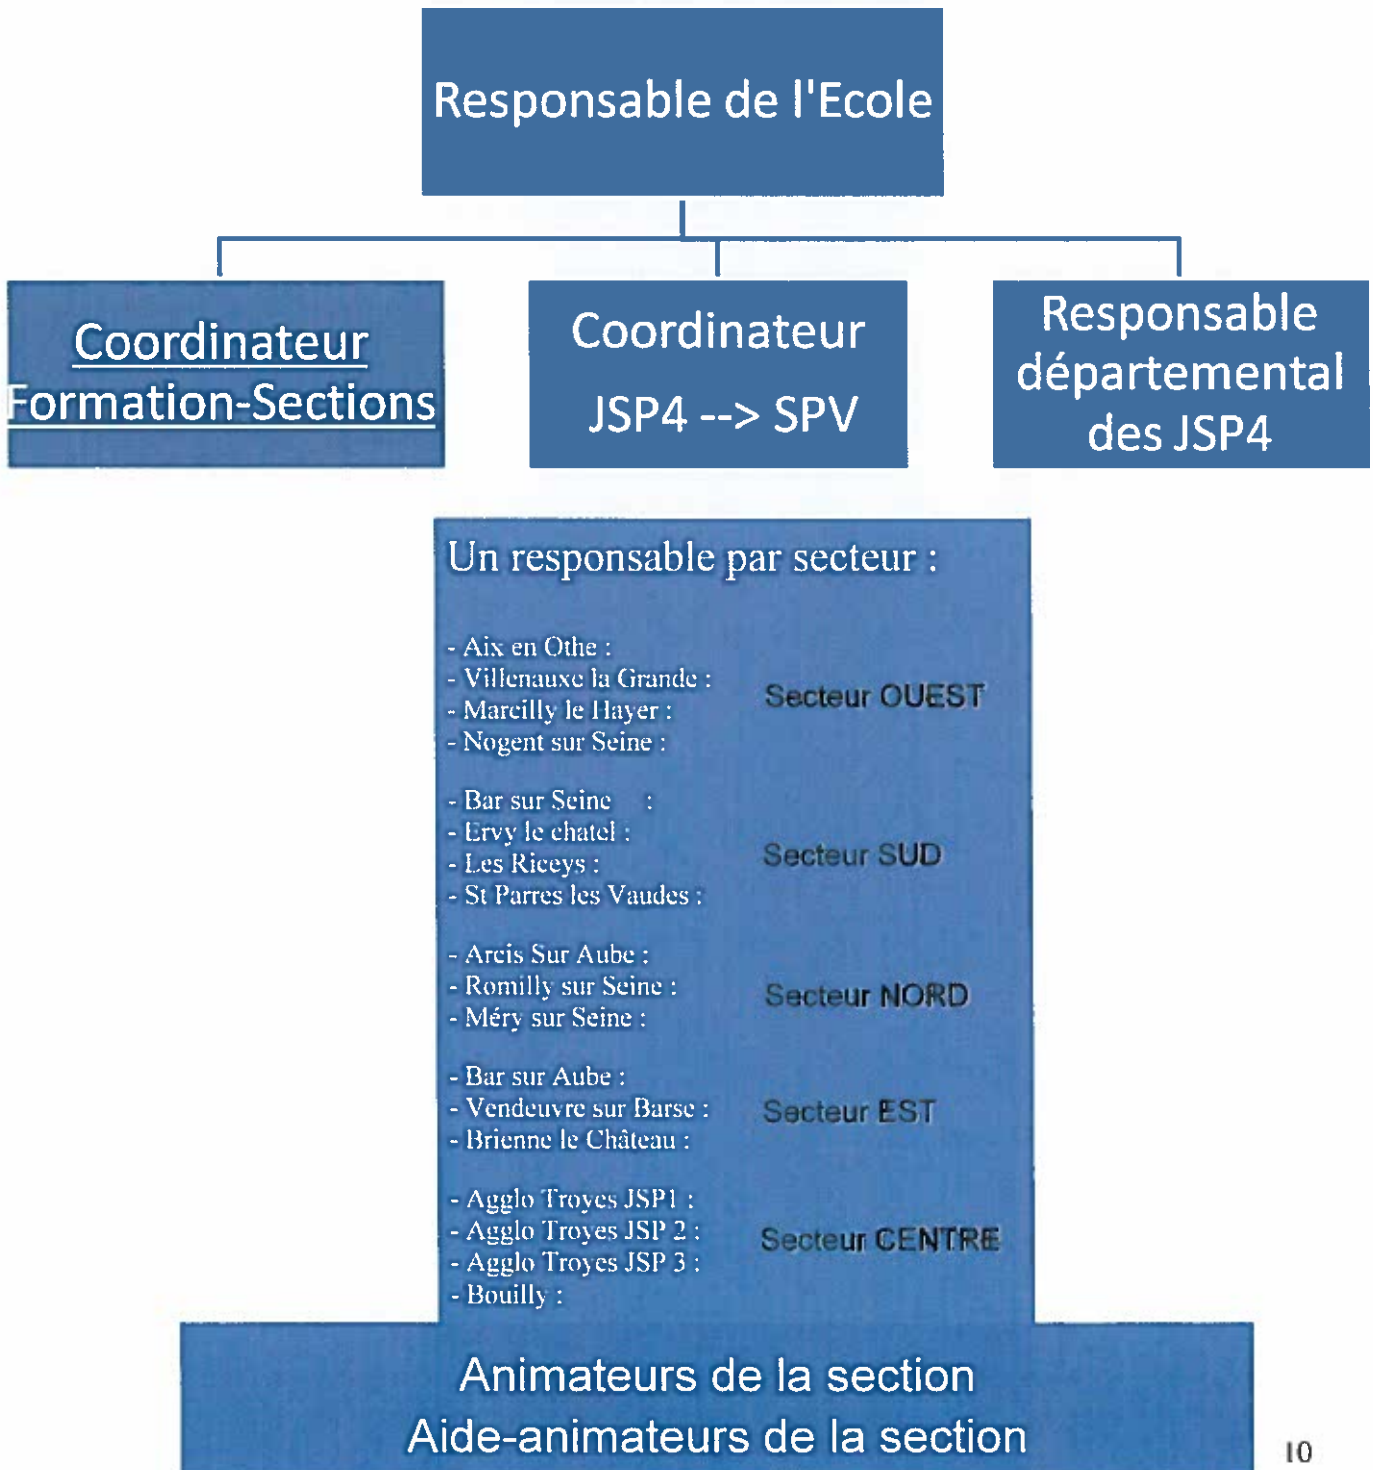 Responsable de l'Ecole
Coordinateur
Formation-Sections
Coordinateur
JSP4 --> SPV
Responsable
départemental
des JSP4
Un responsable par secteur :
- Aix en Othe :
- Villenauxe la Grande :
- Marcilly le Hayer :
- Nogent sur Seine :
Secteur OUEST
- Bar sur Seine :
- Ervy le chatel :
- Les Riceys :
- St Parres les Vaudes :
Secteur SUD
- Arcis Sur Aube :
- Romilly sur Seine :
- Méry sur Seine :
Secteur NORD
- Bar sur Aube :
- Vendeuvre sur Barse :
- Brienne le Château :
Secteur EST
- Agglo Troyes JSP1 :
- Agglo Troyes JSP 2 :
- Agglo Troyes JSP 3 :
- Bouilly :
Secteur CENTRE
Animateurs de la section
Aide-animateurs de la section
10